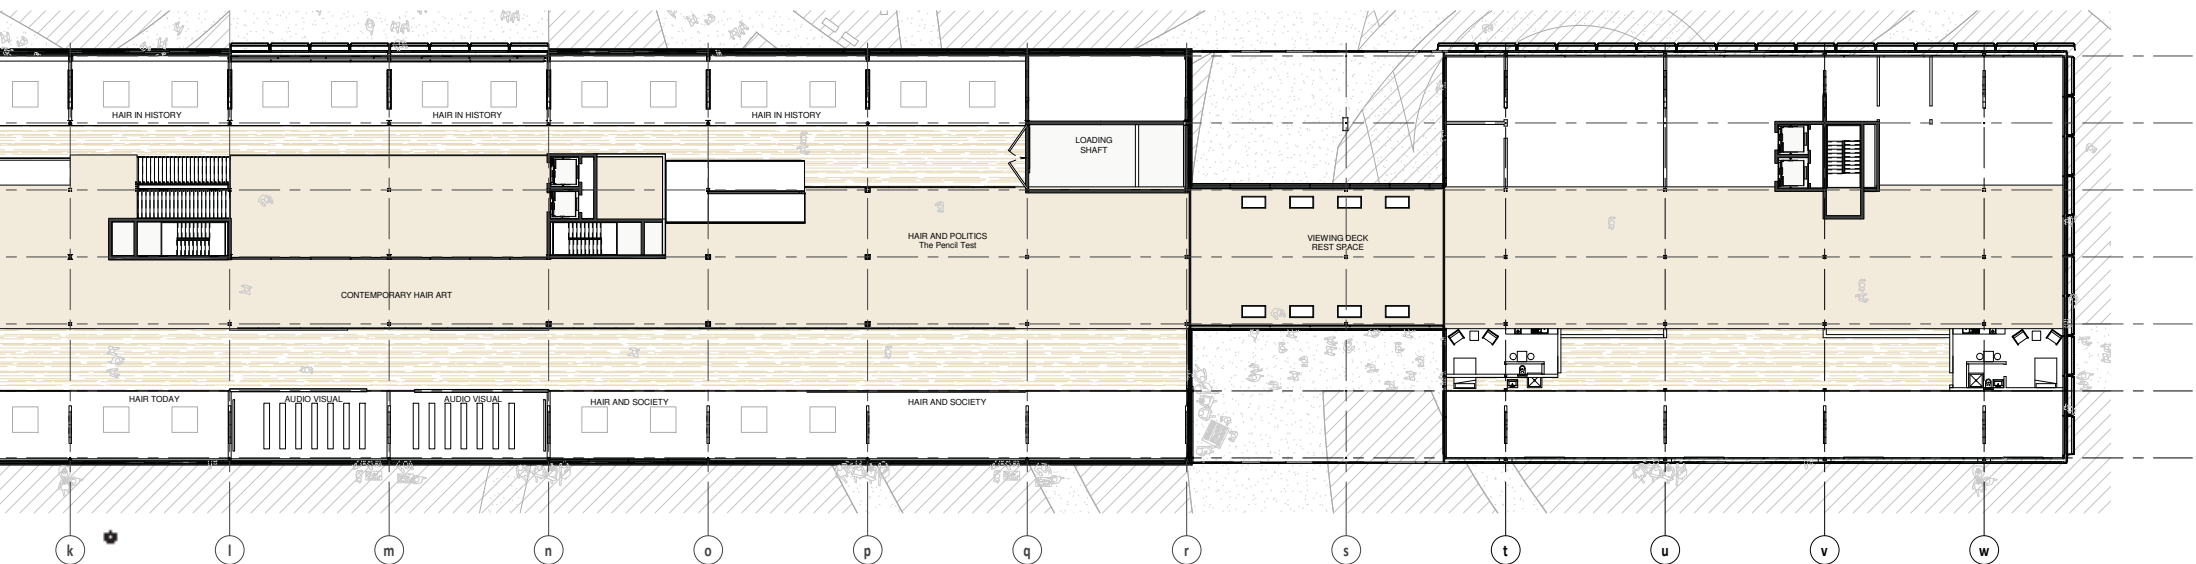 HAIR IN HISTORY
HAIR IN HISTORY
HAIR IN HISTORY
LOADING
SHAFT
HAIR AND POLITICS
The Pencil Test
VIEWING DECK
REST SPACE
CONTEMPORARY HAIR ART
HAIR TODAY
AUDIO VISUAL
AUDIO VISUAL
HAIR AND SOCIETY
HAIR AND SOCIETY
k
l
m
n
o
p
q
r
s
t
u
v
w